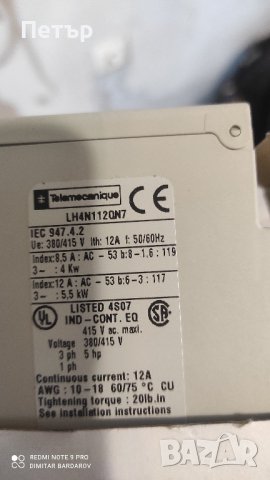 Петър
Telemecanique
CE
LH4N112QN7
IEC 947.4.2
Ue: 380/415 V Ith: 12A f: 50/60Hz
Index:8,5 A : AC - 53 b:8-1.6 : 119
3~ : 4 Kw
Index:12 A : AC - 53 b:6-3 : 117
3~ : 5,5 kW
UL LISTED 4S07 SA
IND-CONT. EQ
415 V ac. maxi.
Voltage 380/415 V
3 ph 5 hp
1 ph
Continuous current: 12A
AWG : 10-18 60/75 °C CU
Tightening torque : 20lb.in
See installation instructions
REDMI NOTE 9 PRO
DIMITAR BARDAROV
BAZAR